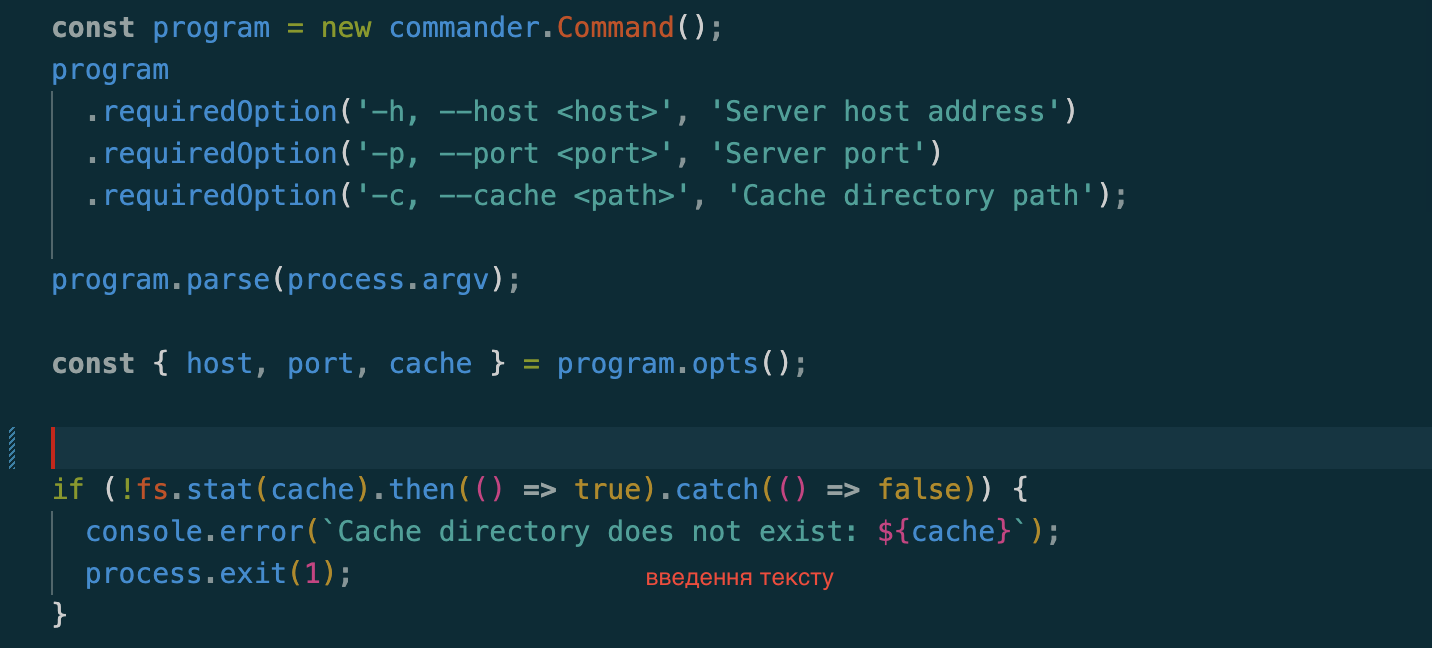 const program = new commander.Command();
program
  .requiredOption('-h, --host <host>', 'Server host address')
  .requiredOption('-p, --port <port>', 'Server port')
  .requiredOption('-c, --cache <path>', 'Cache directory path');
program.parse(process.argv);
const { host, port, cache } = program.opts();
if (!fs.stat(cache).then(() => true).catch(() => false)) {
  console.error(`Cache directory does not exist: ${cache}`);
  process.exit(1);
введення тексту
}